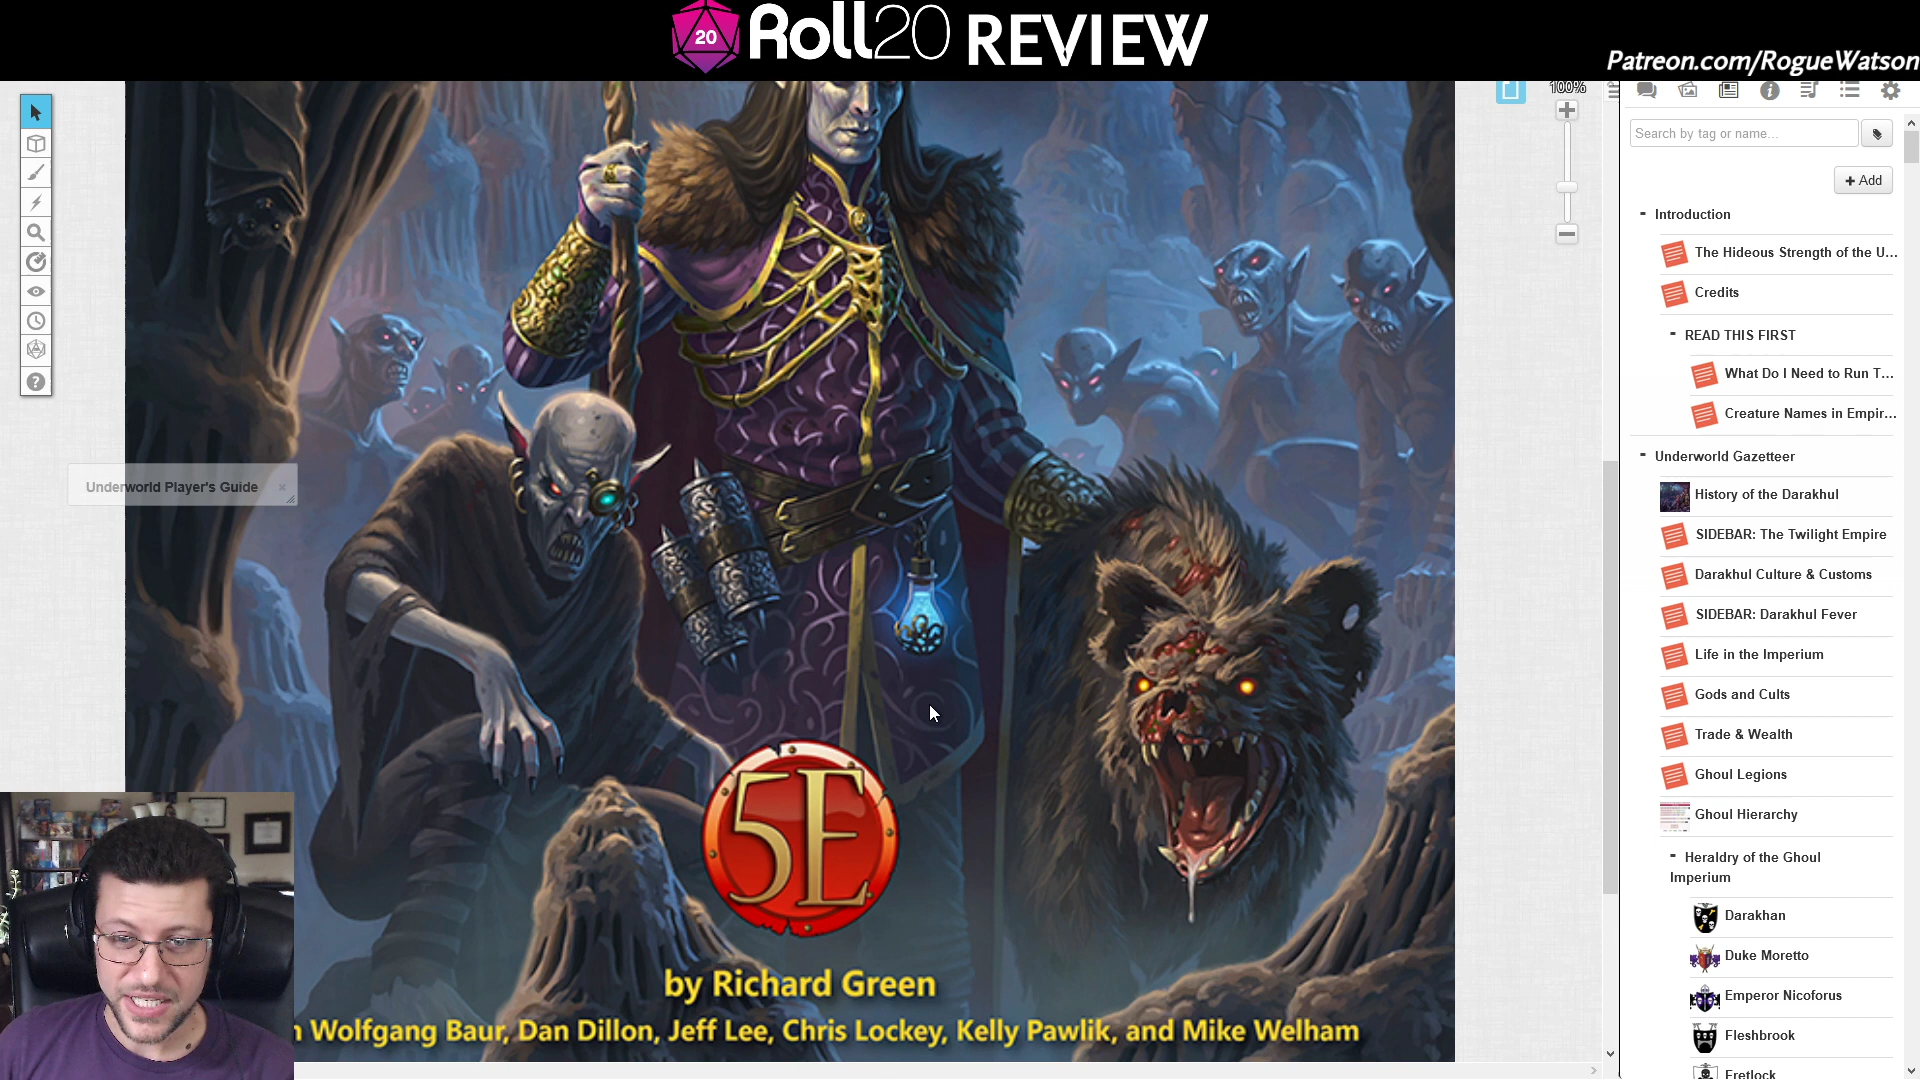 20
Roll20 REVIEW
Patreon.com/RogueWatson
100%
Search by tag or name...
+ Add
- Introduction
The Hideous Strength of the U...
Credits
- READ THIS FIRST
What Do I Need to Run T...
Creature Names in Empir...
- Underworld Gazetteer
History of the Darakhul
SIDEBAR: The Twilight Empire
Darakhul Culture & Customs
SIDEBAR: Darakhul Fever
Life in the Imperium
Gods and Cults
Trade & Wealth
Ghoul Legions
Ghoul Hierarchy
- Heraldry of the Ghoul
Imperium
Darakhan
Duke Moretto
Emperor Nicoforus
Fleshbrook
Fretlock
Underworld Player's Guide ×
5E
by Richard Green
Wolfgang Baur, Dan Dillon, Jeff Lee, Chris Lockey, Kelly Pawlik, and Mike Welham